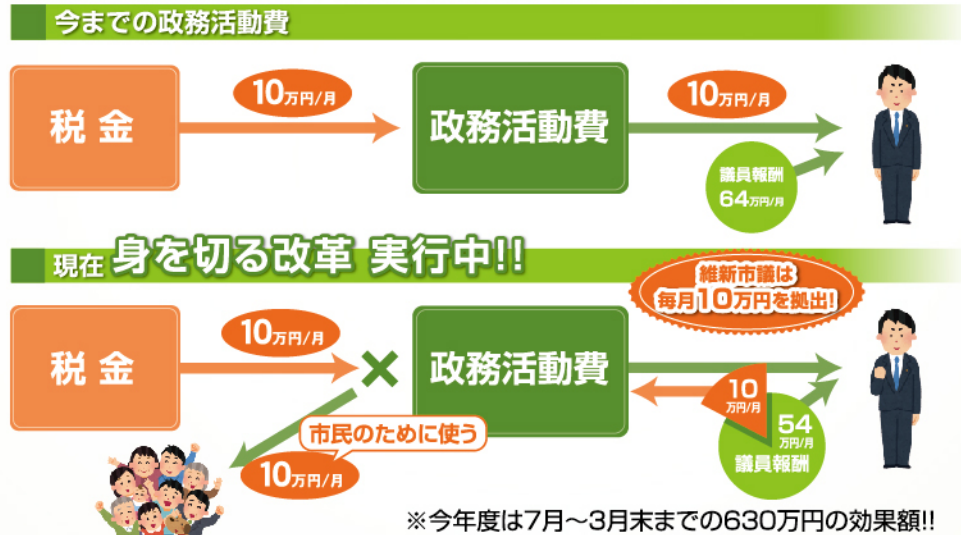 今までの政務活動費
税金
10万円/月
政務活動費
10万円/月
議員報酬
64万円/月
現在 身を切る改革 実行中!!
維新市議は
毎月10万円を拠出!
税金
10万円/月
×
政務活動費
10
万円/月
54
万円/月
議員報酬
市民のために使う
10万円/月
※今年度は7月〜3月末までの630万円の効果額!!